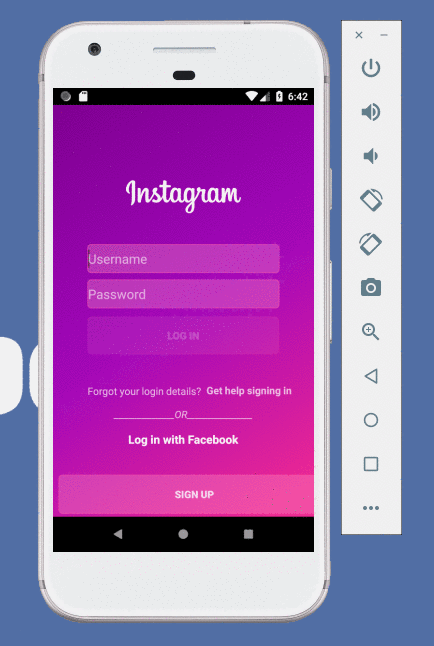 6:42
Instagram
Username
Password
LOG IN
Forgot your login details? Get help signing in
OR
Log in with Facebook
SIGN UP